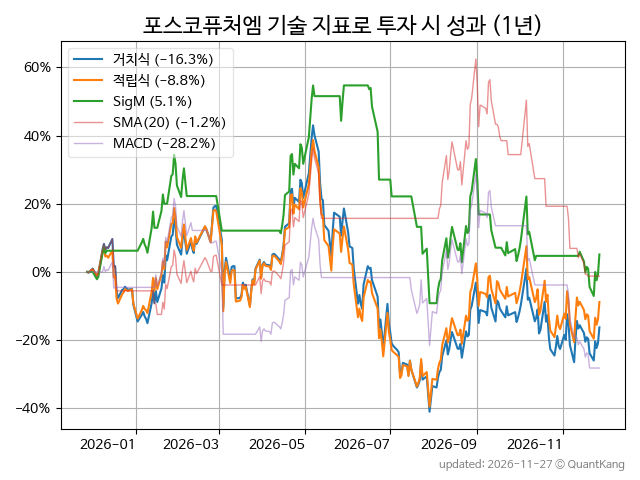 포스코퓨처엠 기술 지표로 투자 시 성과 (1년)
거치식 (−16.3%)
적립식 (−8.8%)
SigM (5.1%)
SMA(20) (−1.2%)
MACD (−28.2%)
60%
40%
20%
0%
−20%
−40%
2026-01 2026-03 2026-05 2026-07 2026-09 2026-11
updated: 2026-11-27 © QuantKang